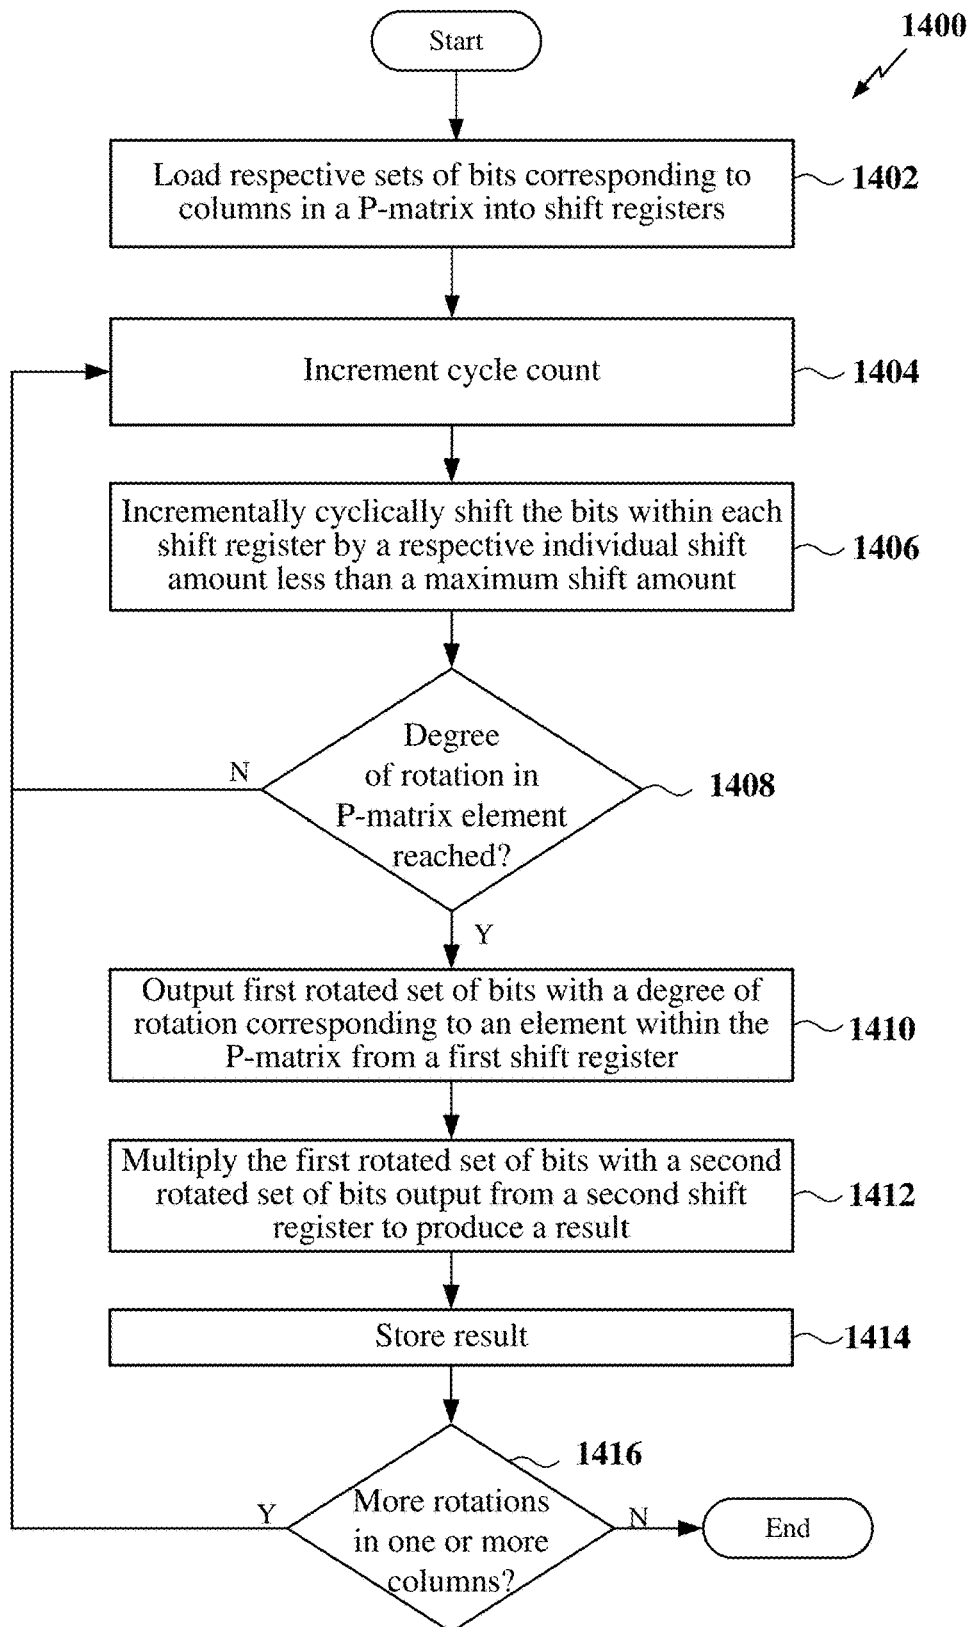 1400
Start
Load respective sets of bits corresponding to
columns in a P-matrix into shift registers
1402
Increment cycle count
1404
Incrementally cyclically shift the bits within each
shift register by a respective individual shift
amount less than a maximum shift amount
1406
Degree
of rotation in
P-matrix element
reached?
1408
N
Y
Output first rotated set of bits with a degree of
rotation corresponding to an element within the
P-matrix from a first shift register
1410
Multiply the first rotated set of bits with a second
rotated set of bits output from a second shift
register to produce a result
1412
Store result
1414
1416
More rotations
in one or more
columns?
Y
N
End